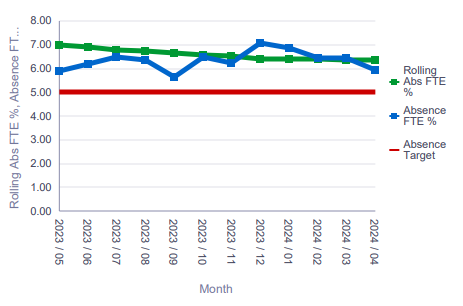 8.00
7.00
6.00
5.00
4.00
3.00
2.00
1.00
0.00
Rolling Abs FTE %, Absence FT...
2023 / 05
2023 / 06
2023 / 07
2023 / 08
2023 / 09
2023 / 10
2023 / 11
2023 / 12
2024 / 01
2024 / 02
2024 / 03
2024 / 04
Month
Rolling
Abs FTE
%
Absence
FTE %
Absence
Target